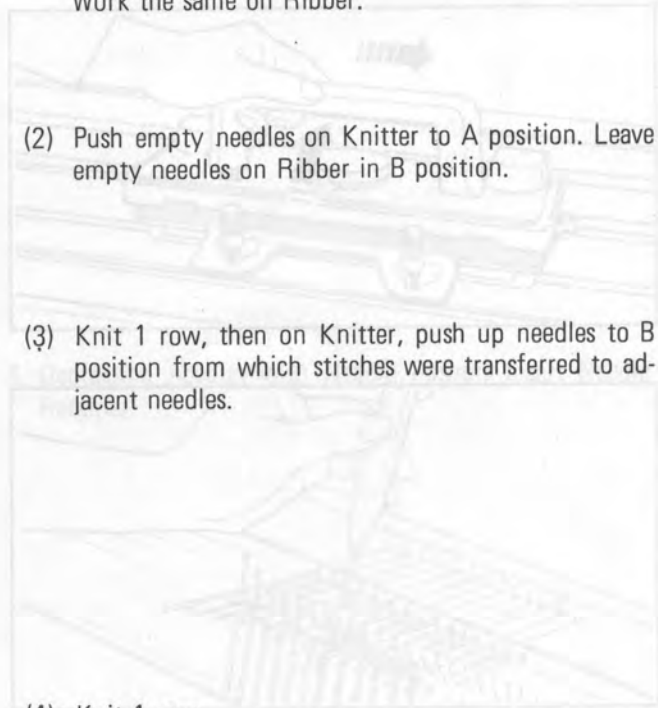 Work the same on Ribber.
(2) Push empty needles on Knitter to A position. Leave
empty needles on Ribber in B position.
(3) Knit 1 row, then on Knitter, push up needles to B
position from which stitches were transferred to ad-
jacent needles.
(4) Knit 1